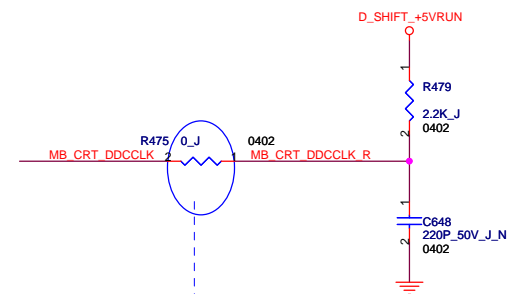 D_SHIFT_+5VRUN
1
R479
2.2K_J
2
0402
R475 0_J 0402
MB_CRT_DDCCLK 2 1 MB_CRT_DDCCLK_R
1
C648
220P_50V_J_N
2
0402